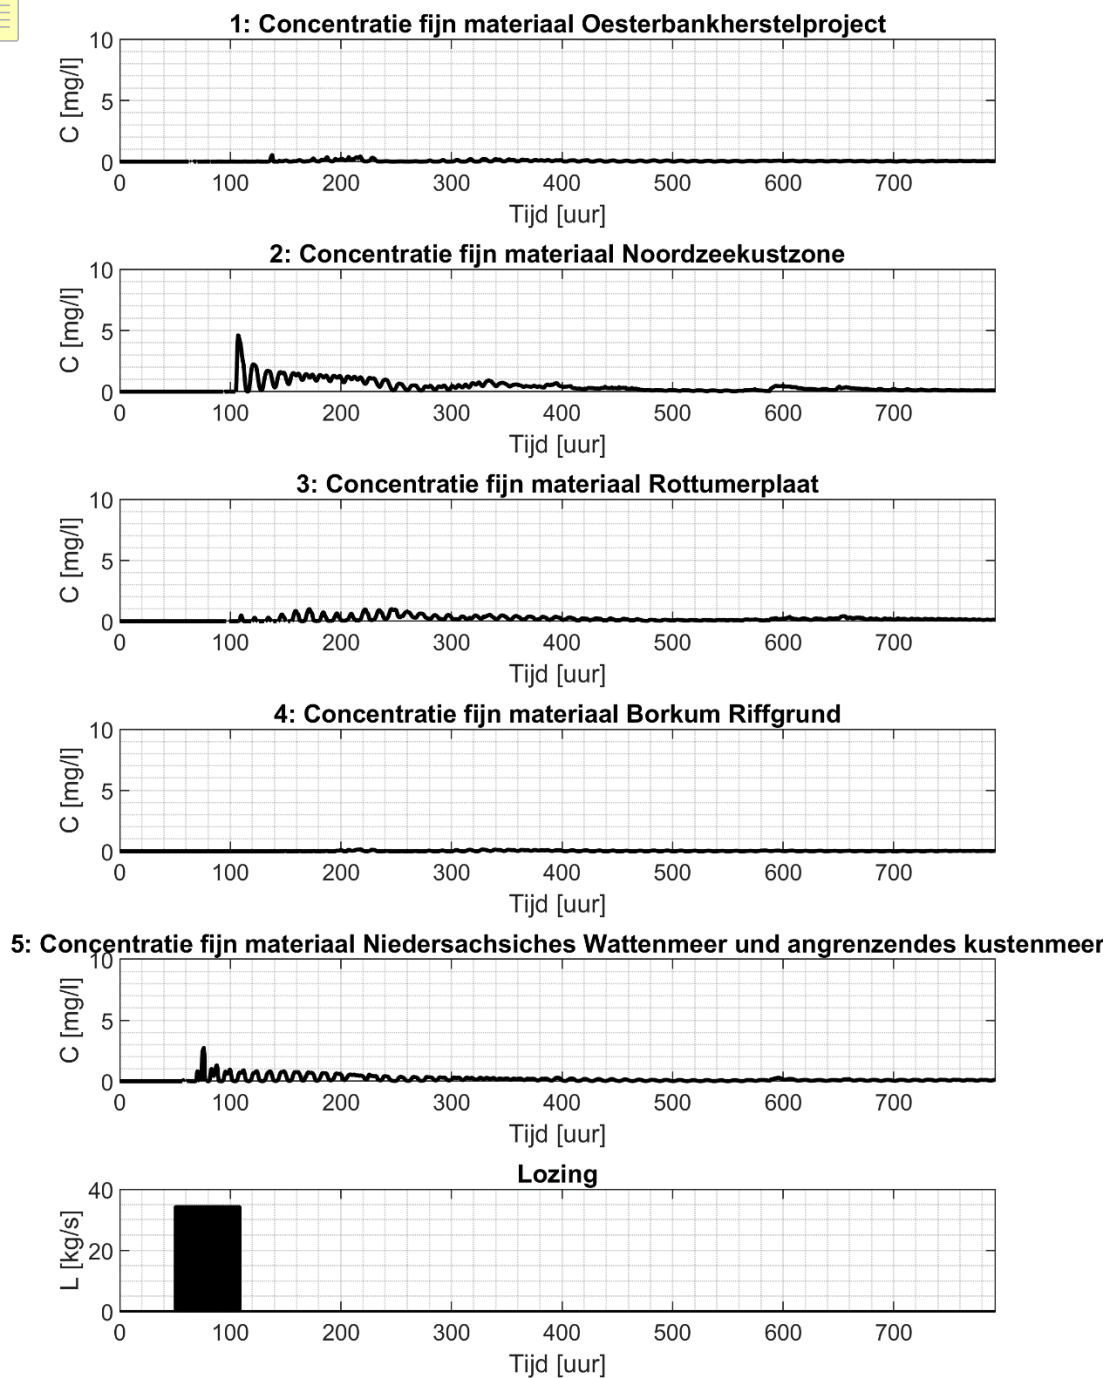 1: Concentratie fijn materiaal Oesterbankherstelproject
10
5
0
C [mg/l]
0 100 200 300 400 500 600 700
Tijd [uur]
2: Concentratie fijn materiaal Noordzeekustzone
10
5
0
C [mg/l]
0 100 200 300 400 500 600 700
Tijd [uur]
3: Concentratie fijn materiaal Rottumerplaat
10
5
0
C [mg/l]
0 100 200 300 400 500 600 700
Tijd [uur]
4: Concentratie fijn materiaal Borkum Riffgrund
10
5
0
C [mg/l]
0 100 200 300 400 500 600 700
Tijd [uur]
5: Concentratie fijn materiaal Niedersachsiches Wattenmeer und angrenzendes kustenmeer
10
5
0
C [mg/l]
0 100 200 300 400 500 600 700
Tijd [uur]
Lozing
40
20
0
L [kg/s]
0 100 200 300 400 500 600 700
Tijd [uur]